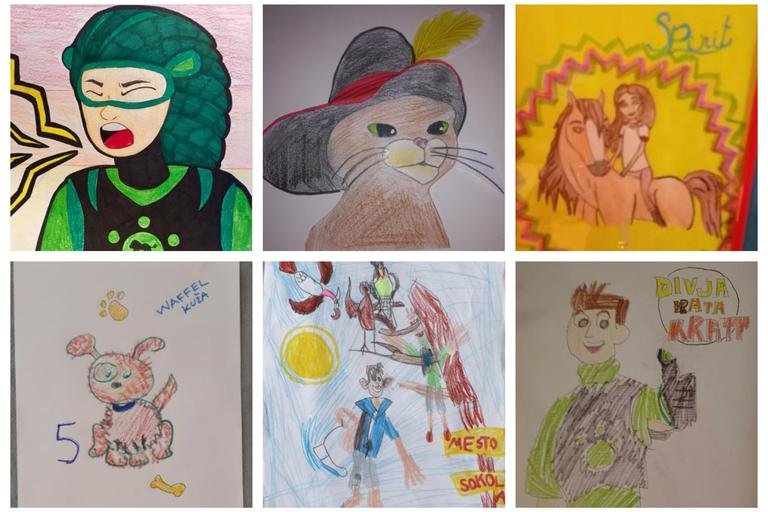 Spirit
WAFFEL
KUŽA
5
MESTO
SOKOL
DIVJA
BRATA
KRATT